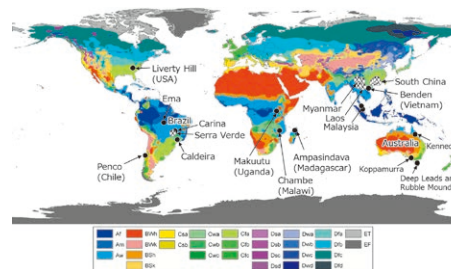 Liverty Hill
(USA)
Ema
Brazil
Carina
Serra Verde
Caldeira
Penco
(Chile)
Makuutu
(Uganda)
Chambe
(Malawi)
Ampasindava
(Madagascar)
South China
Benden
(Vietnam)
Myanmar
Laos
Malaysia
Australia
Kenned
Koppamurra
Deep Leads an
Rubble Mound
Af BWh Csa Cwa Cfa Dsa Dwa Dfa ET
Am BWk Csb Cwb Cfb Dsb Dwb Dfb EF
Aw BSh Cwc Cfc Dsc Dwc Dfc
BSk Dsd Dwd Dfd